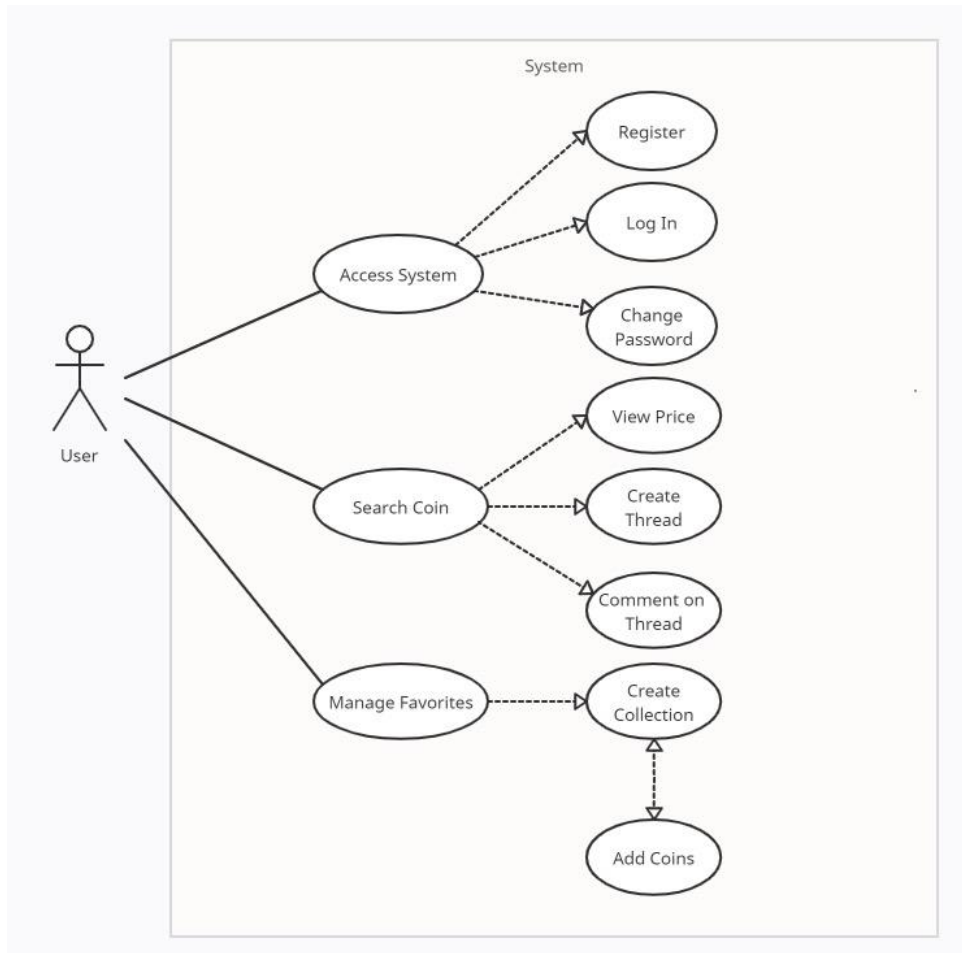 System
Register
Log In
Access System
Change
Password
User
View Price
Search Coin
Create
Thread
Comment on
Thread
Manage Favorites
Create
Collection
Add Coins